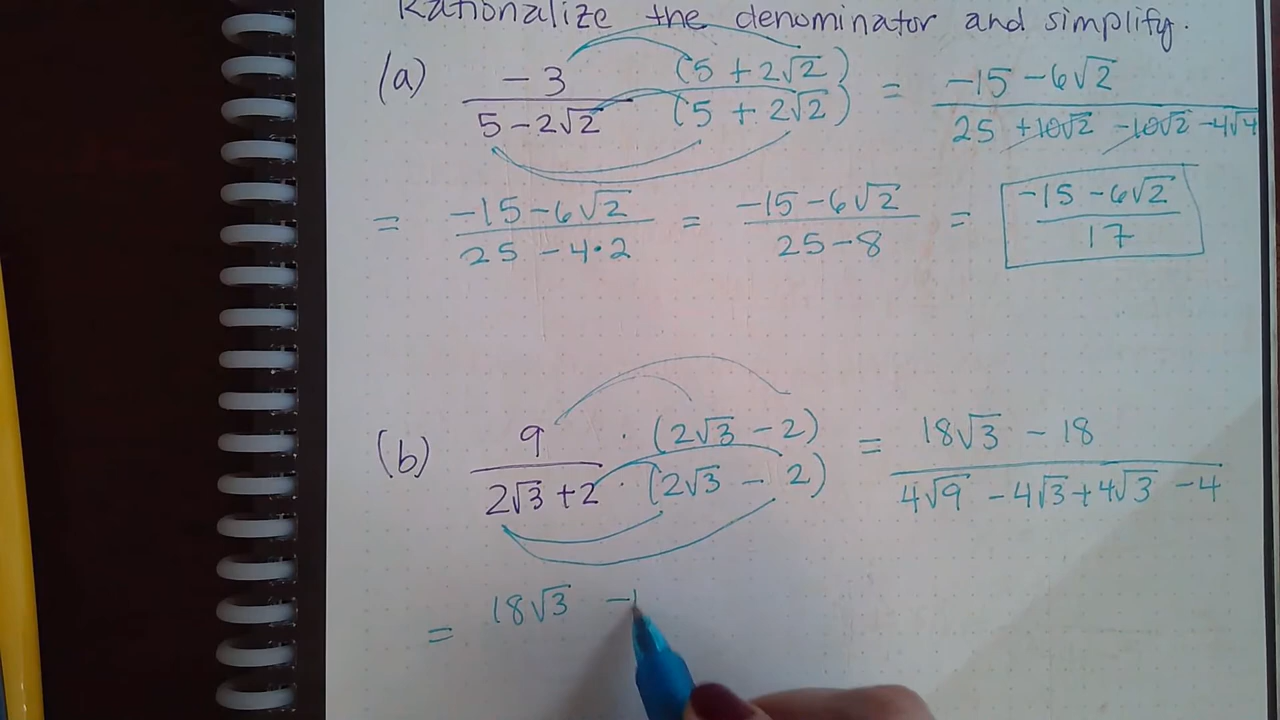 Rationalize the denominator and simplify.
(a) -3 / 5-2√2 (5 + 2√2) / (5 + 2√2) = -15 - 6√2 / 25 +10√2 -10√2 -4√4
= -15-6√2 / 25 - 4·2 = -15-6√2 / 25-8 = -15 - 6√2 / 17
(b) 9 / 2√3+2 · (2√3 - 2) / · (2√3 - 2) = 18√3 - 18 / 4√9 - 4√3+4√3 - 4
= 18√3 -1